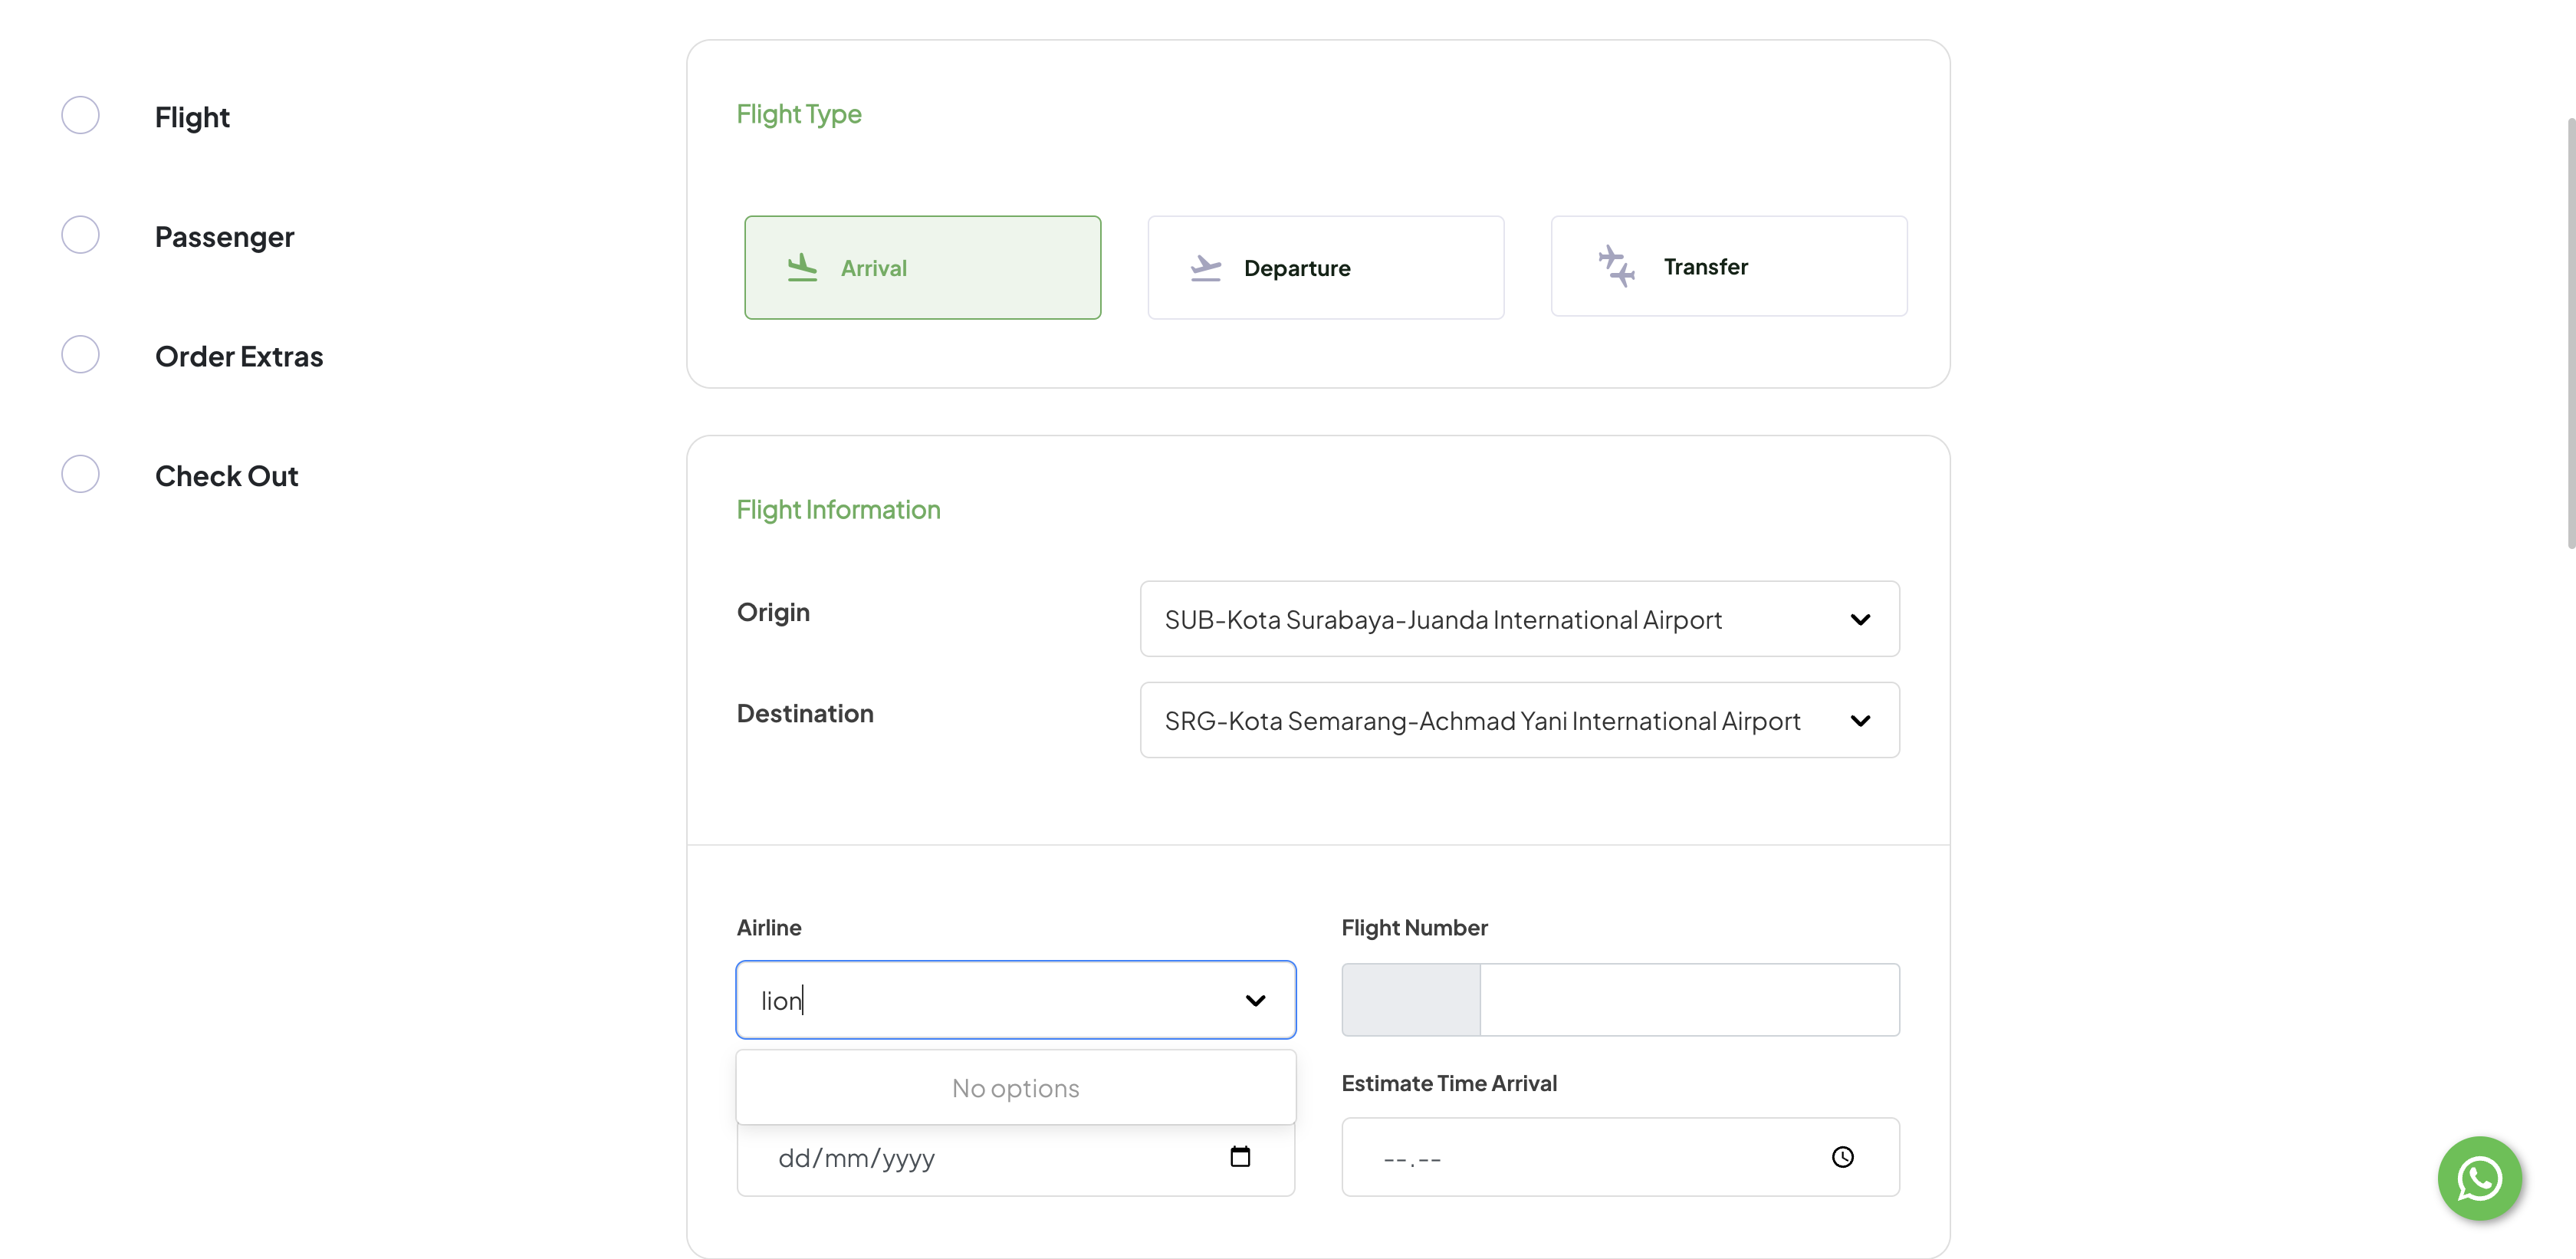 Flight
Passenger
Order Extras
Check Out
Flight Type
Arrival
Departure
Transfer
Flight Information
Origin
SUB-Kota Surabaya-Juanda International Airport
Destination
SRG-Kota Semarang-Achmad Yani International Airport
Airline
lion
No options
dd/mm/yyyy
Flight Number
Estimate Time Arrival
--.--